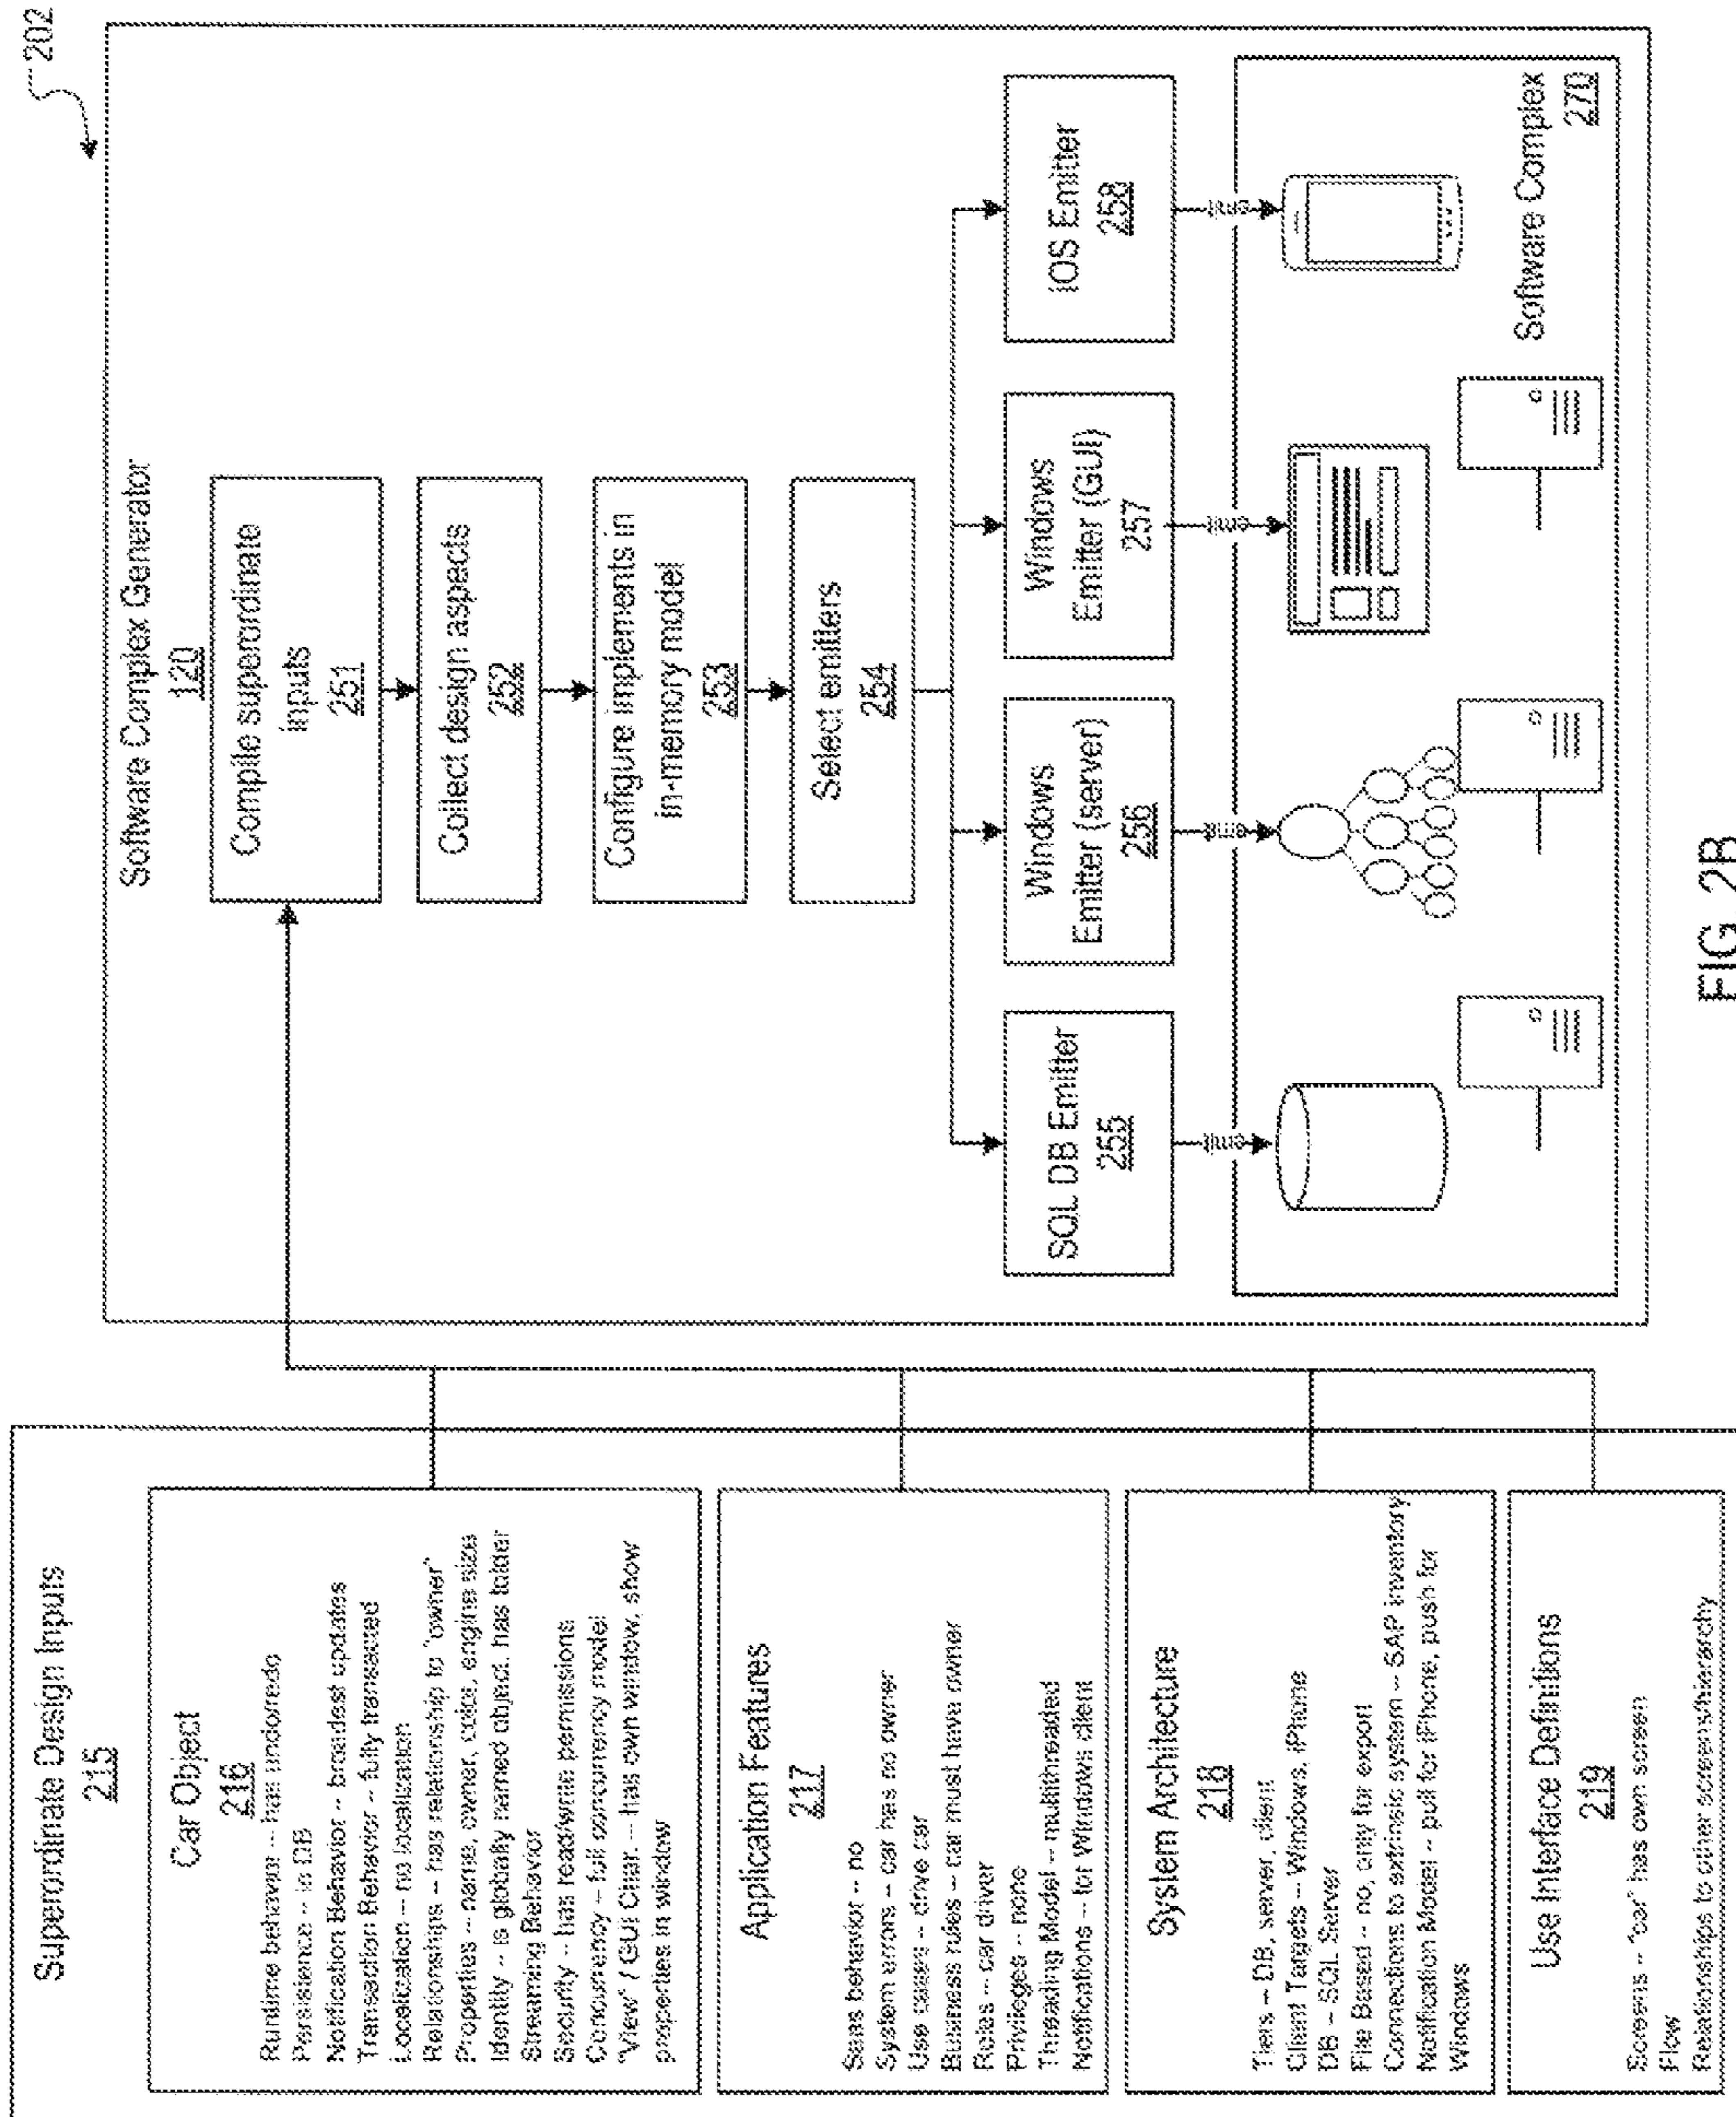 202
Superordinate Design Inputs
215
Car Object
216
Runtime behavior -- has undo/redo
Persistence -- to DB
Notification Behavior -- broadcast updates
Transaction Behavior -- fully transacted
Localization -- no localization
Relationships -- has relationship to "owner"
Properties -- name, owner, color, engine size
Identity -- is globally named object, has folder
Streaming Behavior
Security -- has read/write permissions
Concurrency -- full concurrency model
"View" / GUI Char. -- has own window, show
properties in window
Application Features
217
Saas behavior -- no
System errors -- car has no owner
Use cases -- drive car
Business rules -- car must have owner
Roles -- car driver
Privileges -- none
Threading Model -- multithreaded
Notifications -- for Windows client
System Architecture
218
Tiers -- DB, server, client
Client Targets -- Windows, iPhone
DB -- SQL Server
File Based -- no, only for export
Connections to extrinsic system -- SAP inventory
Notification Model -- pull for iPhone, push for
Windows
Use Interface Definitions
219
Screens -- "car" has own screen
Flow
Relationships to other screens/hierarchy
Software Complex Generator
120
Compile superordinate
inputs
251
Collect design aspects
252
Configure implements in
in-memory model
253
Select emitters
254
SQL DB Emitter
255
Windows
Emitter (server)
256
Windows
Emitter (GUI)
257
iOS Emitter
258
emit
emit
emit
emit
Software Complex
270
FIG. 2B